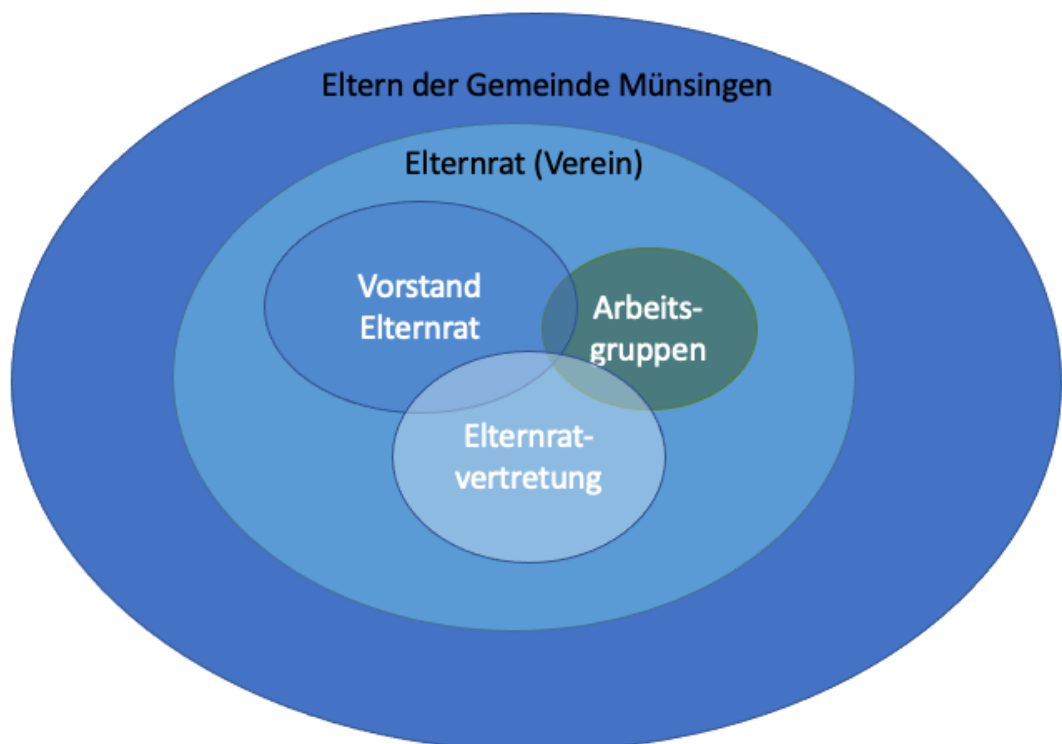 Eltern der Gemeinde Münsingen
Elternrat (Verein)
Vorstand
Elternrat
Arbeits-
gruppen
Elternrat-
vertretung